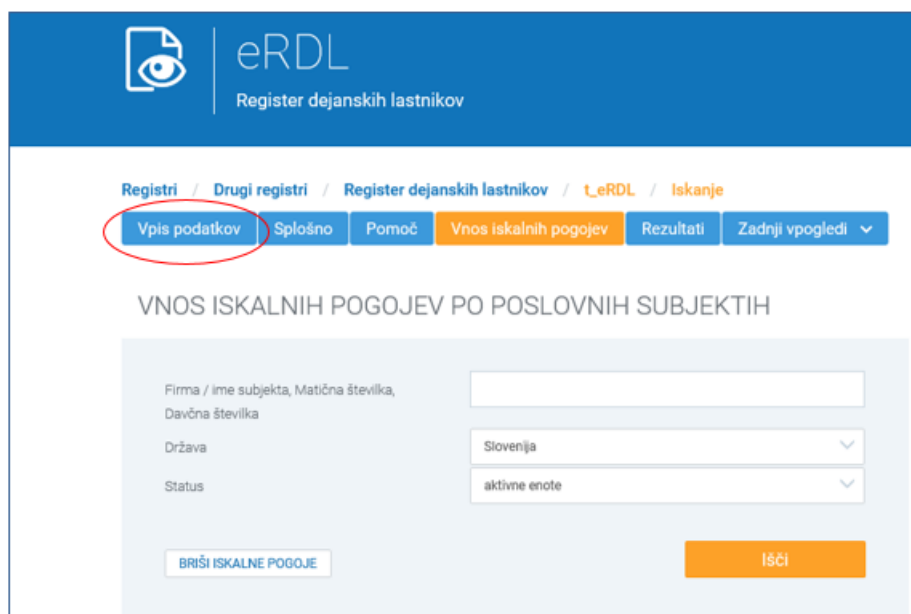 eRDL
Register dejanskih lastnikov
Registri / Drugi registri / Register dejanskih lastnikov / t_eRDL / Iskanje
Vpis podatkov Splošno Pomoč Vnos iskalnih pogojev Rezultati Zadnji vpogledi
VNOS ISKALNIH POGOJEV PO POSLOVNIH SUBJEKTIH
Firma / ime subjekta, Matična številka,
Davčna številka
Država Slovenija
Status aktivne enote
BRIŠI ISKALNE POGOJE Išči